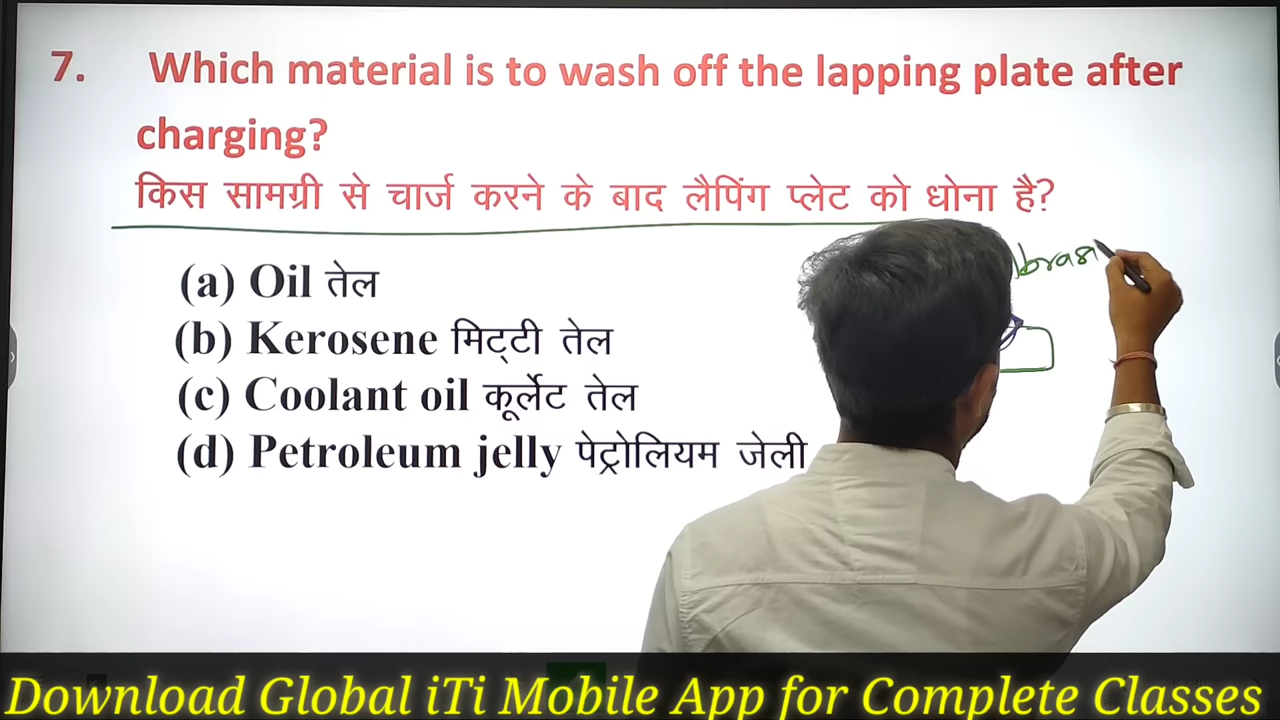 7. Which material is to wash off the lapping plate after
charging?
किस सामग्री से चार्ज करने के बाद लैपिंग प्लेट को धोना है?
(a) Oil तेल
(b) Kerosene मिट्‌टी तेल
(c) Coolant oil कूर्लेट तेल
(d) Petroleum jelly पेट्रोलियम जेली
Download Global iTi Mobile App for Complete Classes